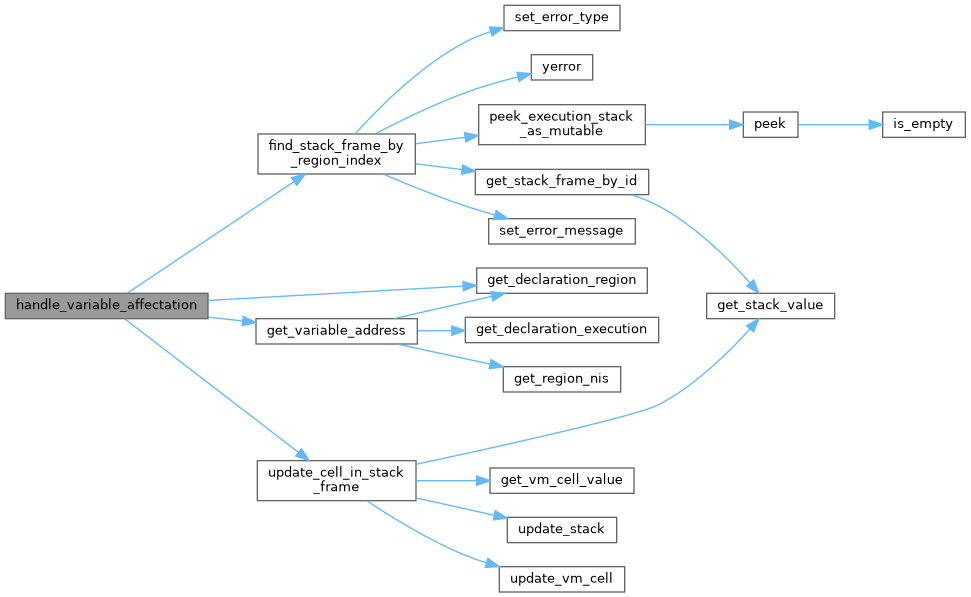 set_error_type
yerror
peek_execution_stack
_as_mutable
peek
is_empty
find_stack_frame_by
_region_index
get_stack_frame_by_id
set_error_message
get_declaration_region
handle_variable_affectation
get_stack_value
get_variable_address
get_declaration_execution
get_region_nis
update_cell_in_stack
_frame
get_vm_cell_value
update_stack
update_vm_cell